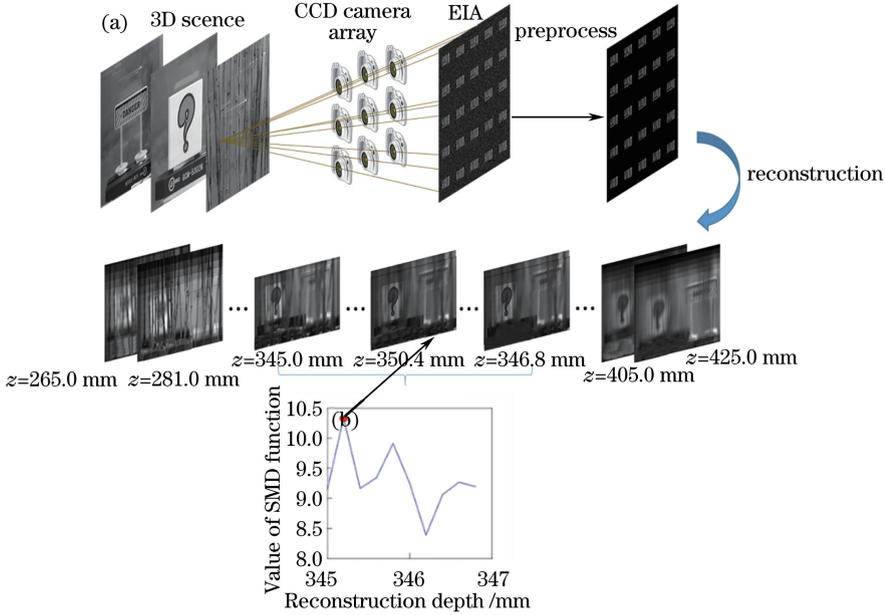 (a)
3D scence
CCD camera
array
EIA
preprocess
DANGER
reconstruction
z=265.0 mm
z=281.0 mm
...
z=345.0 mm
...
z=350.4 mm
...
z=346.8 mm
...
z=405.0 mm
z=425.0 mm
(b)
Value of SMD function
10.5
10.0
9.5
9.0
8.5
8.0
345
346
347
Reconstruction depth /mm